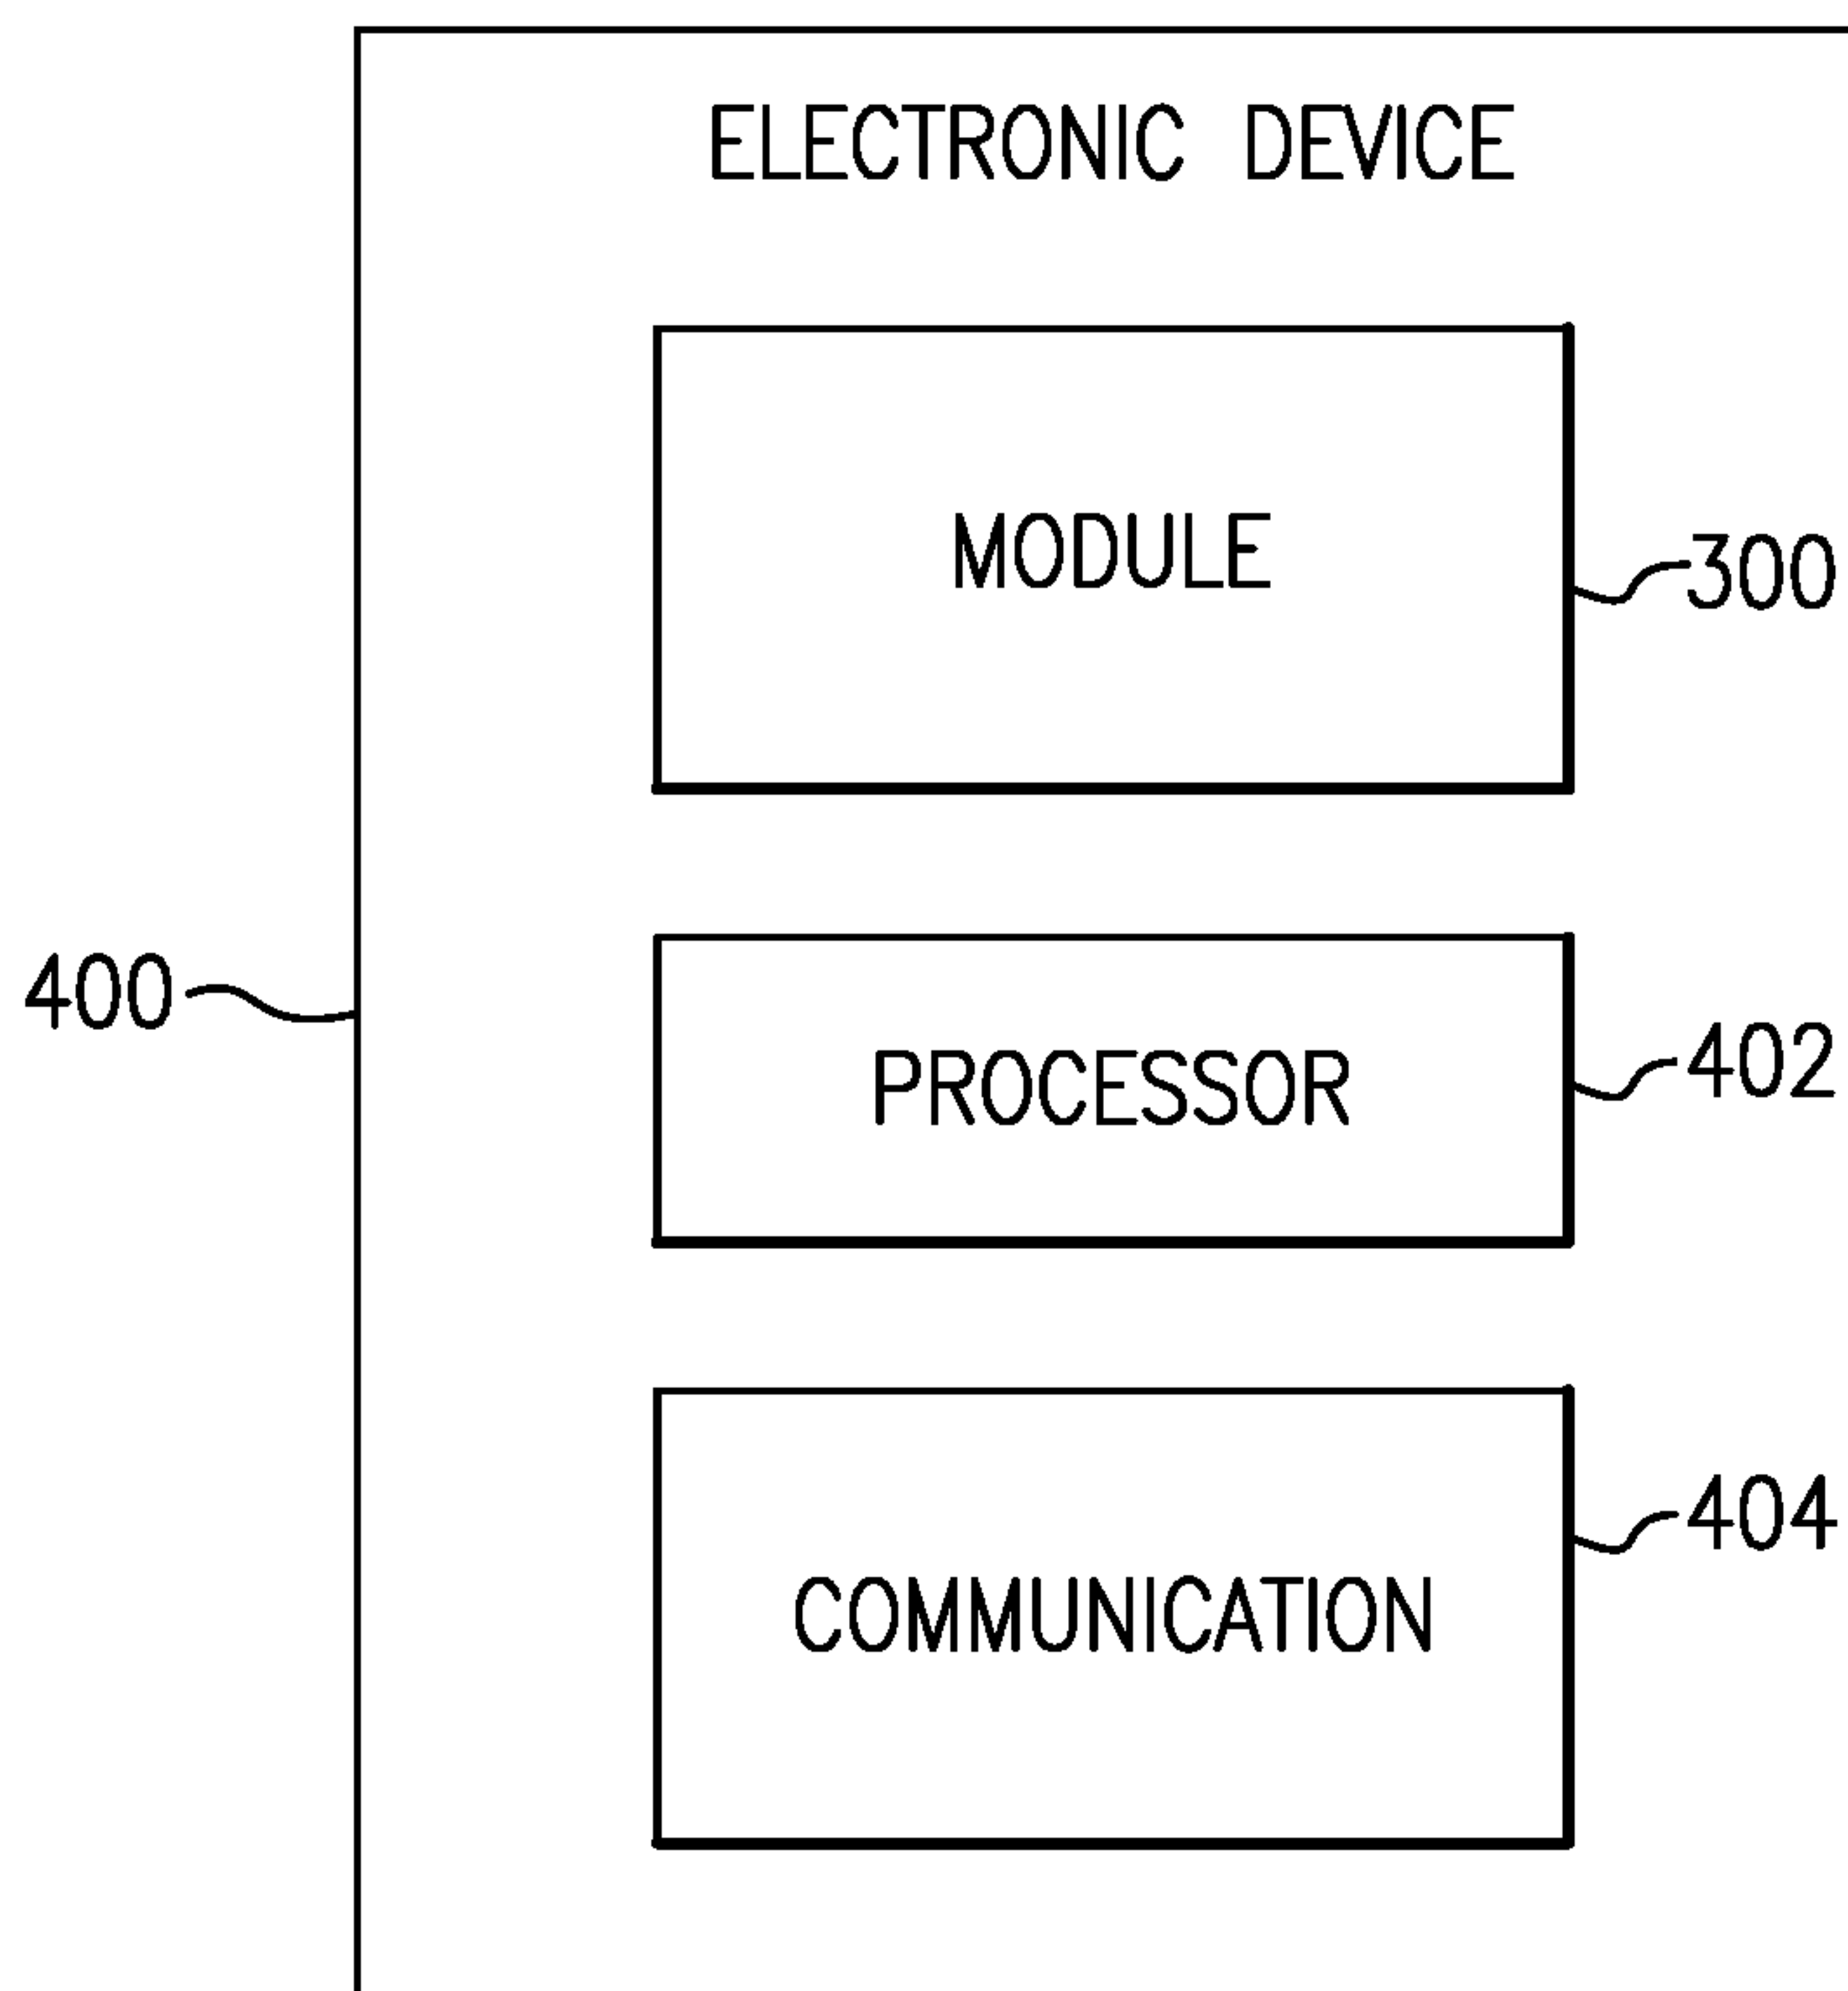 ELECTRONIC DEVICE
MODULE
300
400
PROCESSOR
402
404
COMMUNICATION